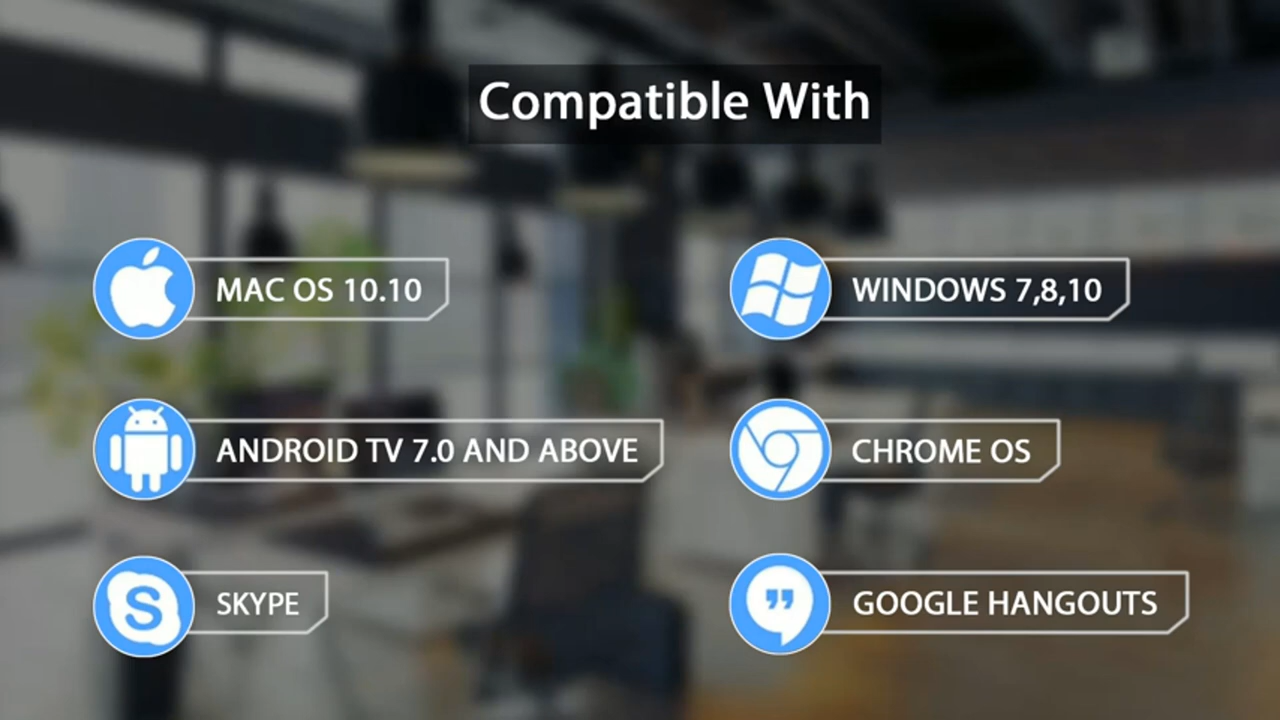 Compatible With
MAC OS 10.10
WINDOWS 7,8,10
ANDROID TV 7.0 AND ABOVE
CHROME OS
SKYPE
GOOGLE HANGOUTS